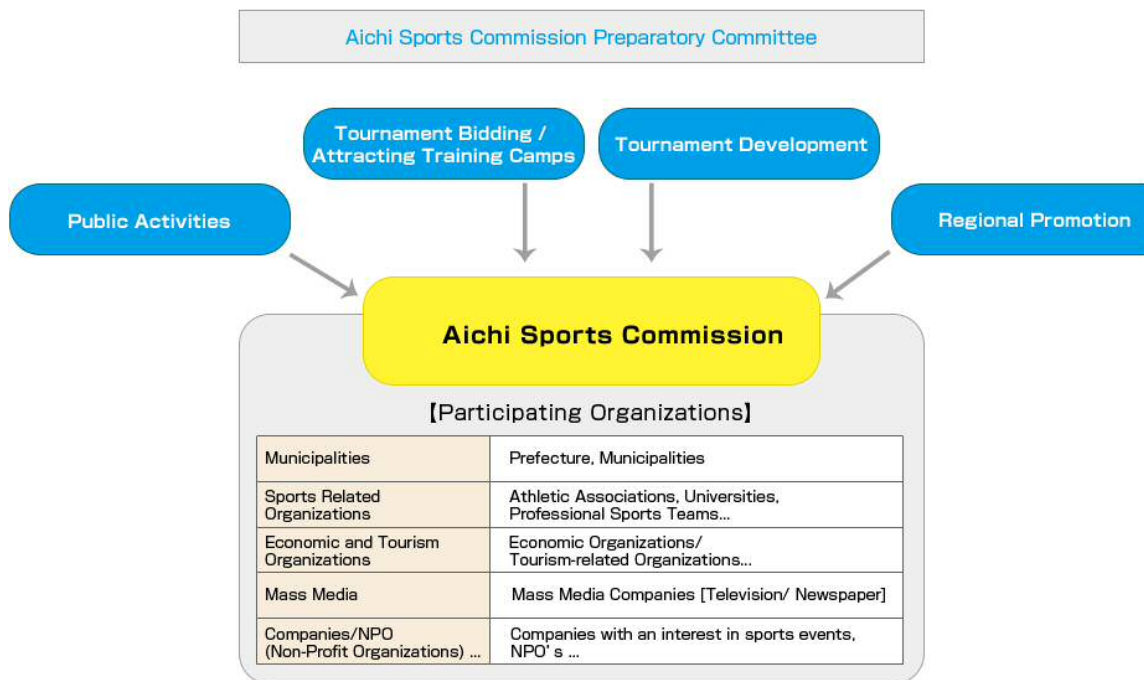 Aichi Sports Commission Preparatory Committee
Tournament Bidding /
Attracting Training Camps
Tournament Development
Public Activities
Regional Promotion
Aichi Sports Commission
【Participating Organizations】
Municipalities
Prefecture, Municipalities
Sports Related
Organizations
Athletic Associations, Universities,
Professional Sports Teams...
Economic and Tourism
Organizations
Economic Organizations/
Tourism-related Organizations...
Mass Media
Mass Media Companies [Television/ Newspaper]
Companies/NPO
(Non-Profit Organizations) ...
Companies with an interest in sports events,
NPO’s ...